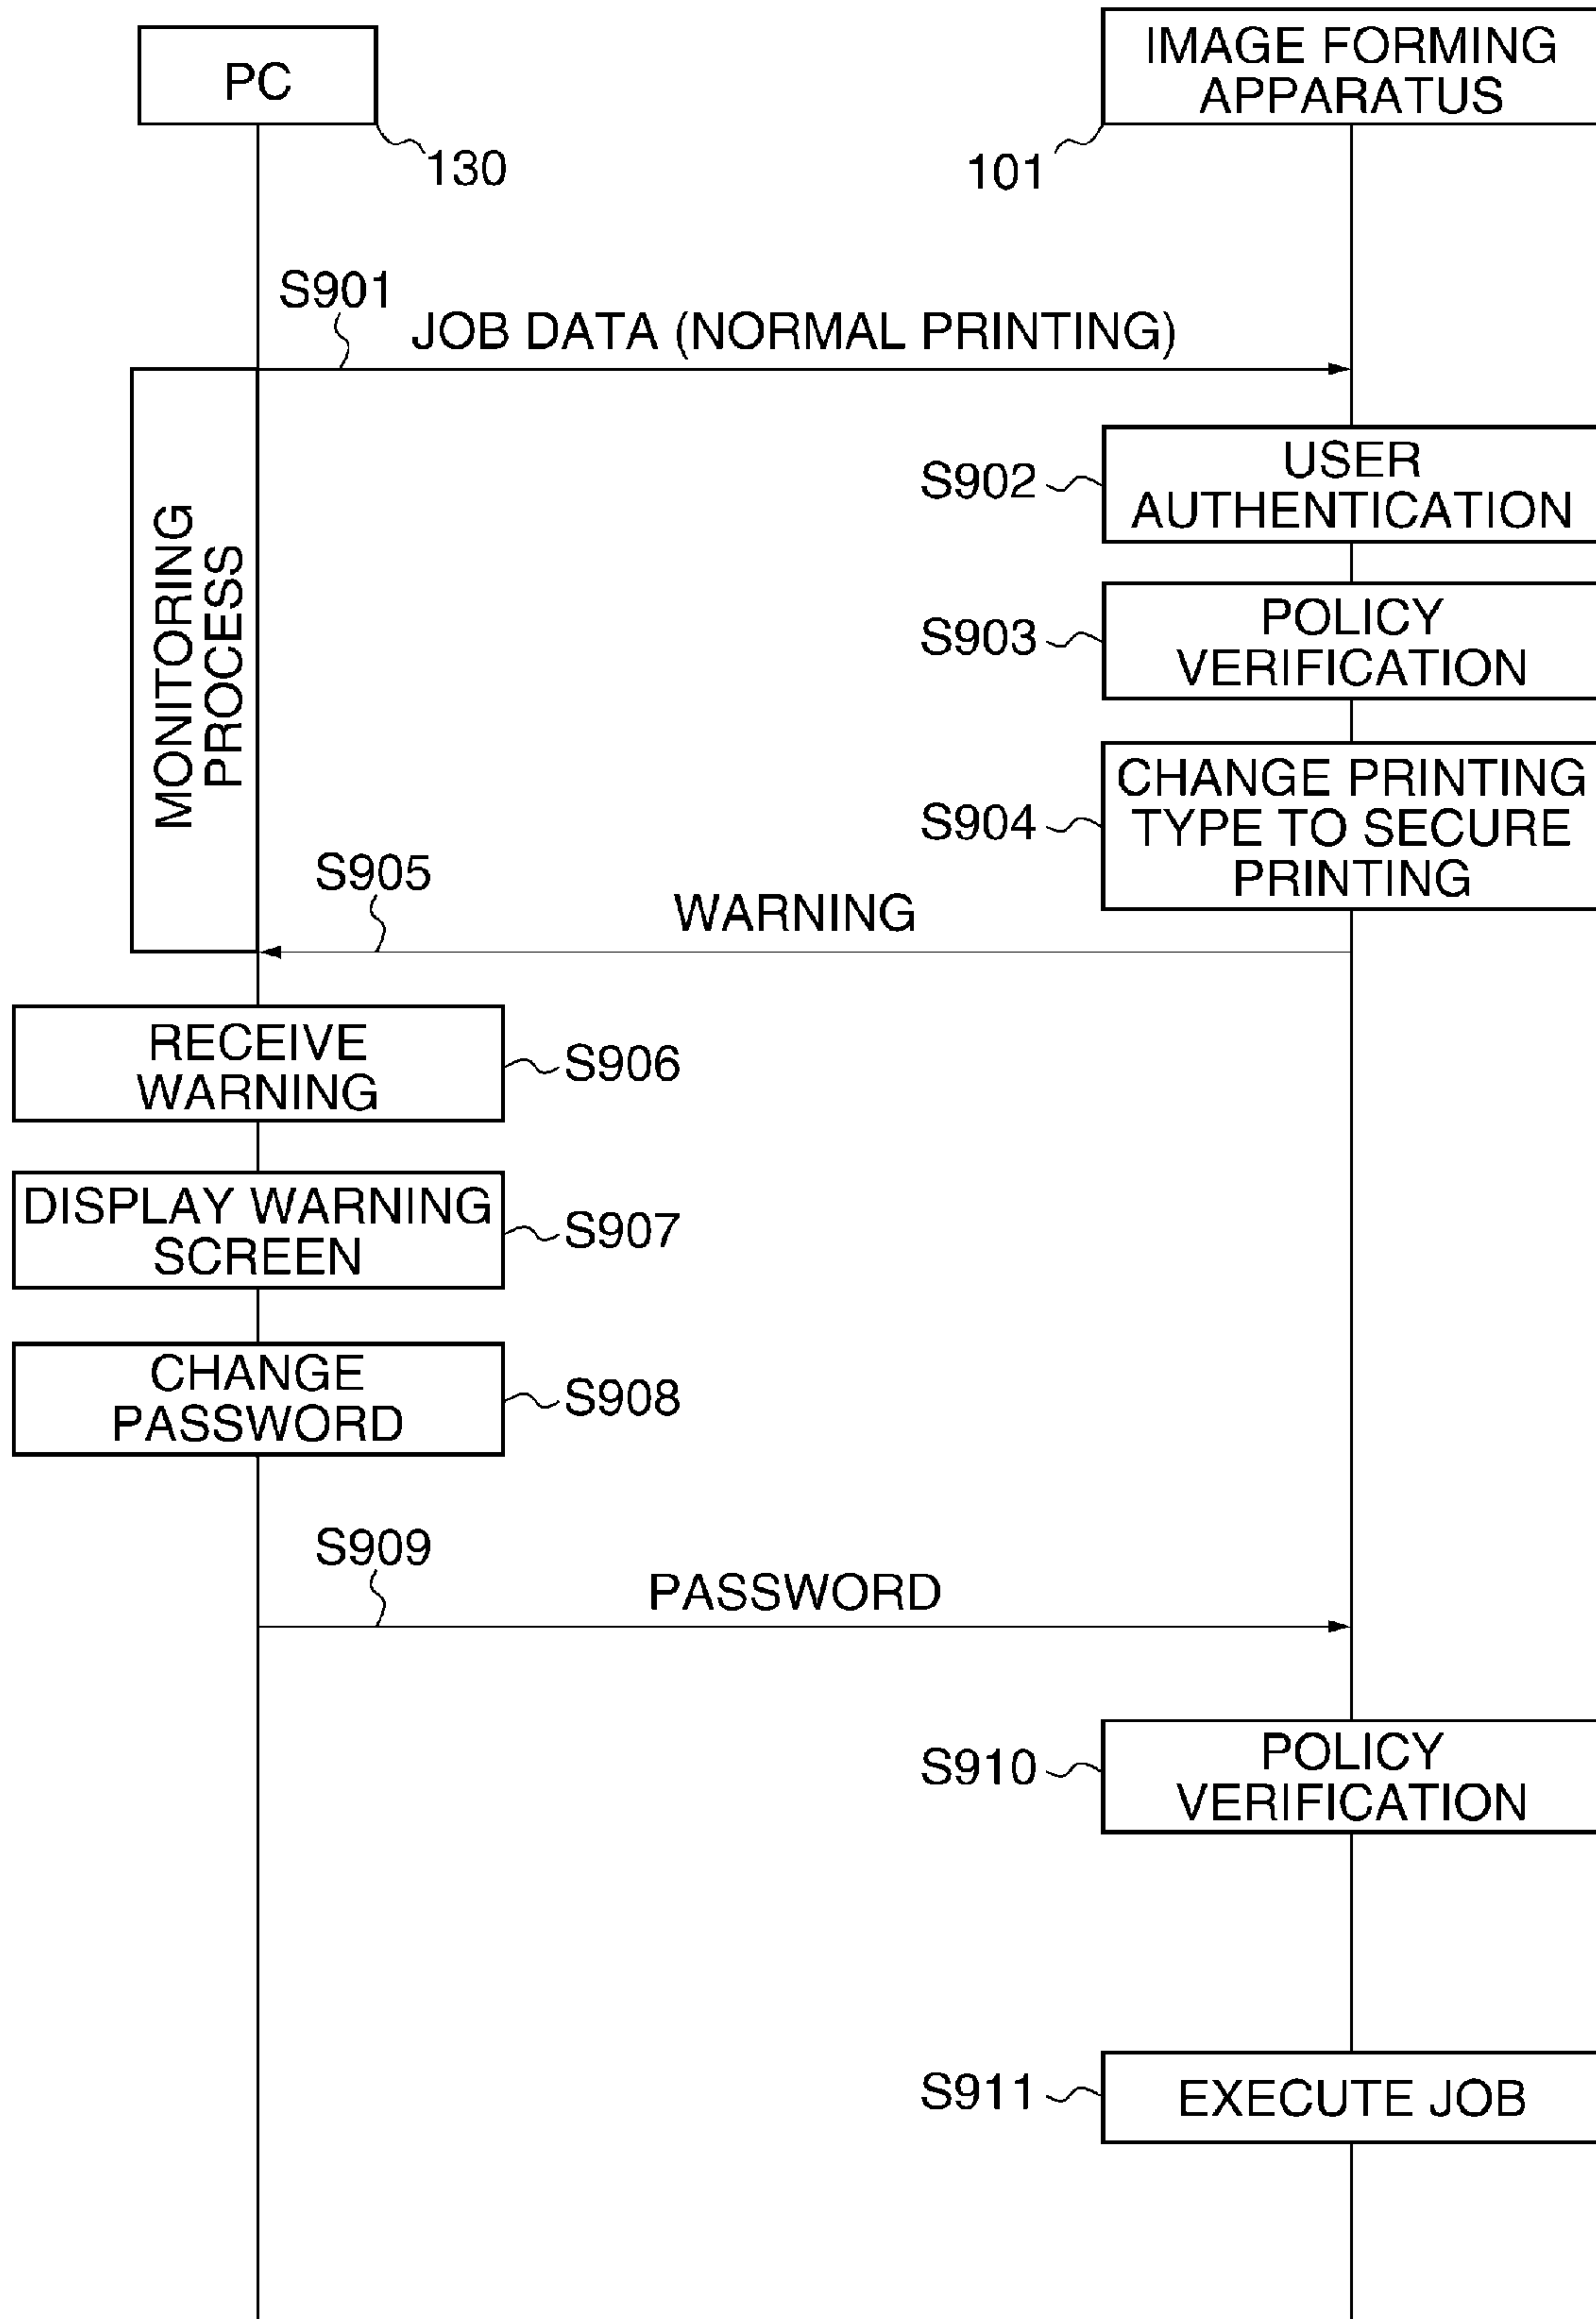 PC
IMAGE FORMING
APPARATUS
130
101
S901
JOB DATA (NORMAL PRINTING)
MONITORING
PROCESS
S902
USER
AUTHENTICATION
S903
POLICY
VERIFICATION
S904
CHANGE PRINTING
TYPE TO SECURE
PRINTING
S905
WARNING
RECEIVE
WARNING
S906
DISPLAY WARNING
SCREEN
S907
CHANGE
PASSWORD
S908
S909
PASSWORD
S910
POLICY
VERIFICATION
S911
EXECUTE JOB